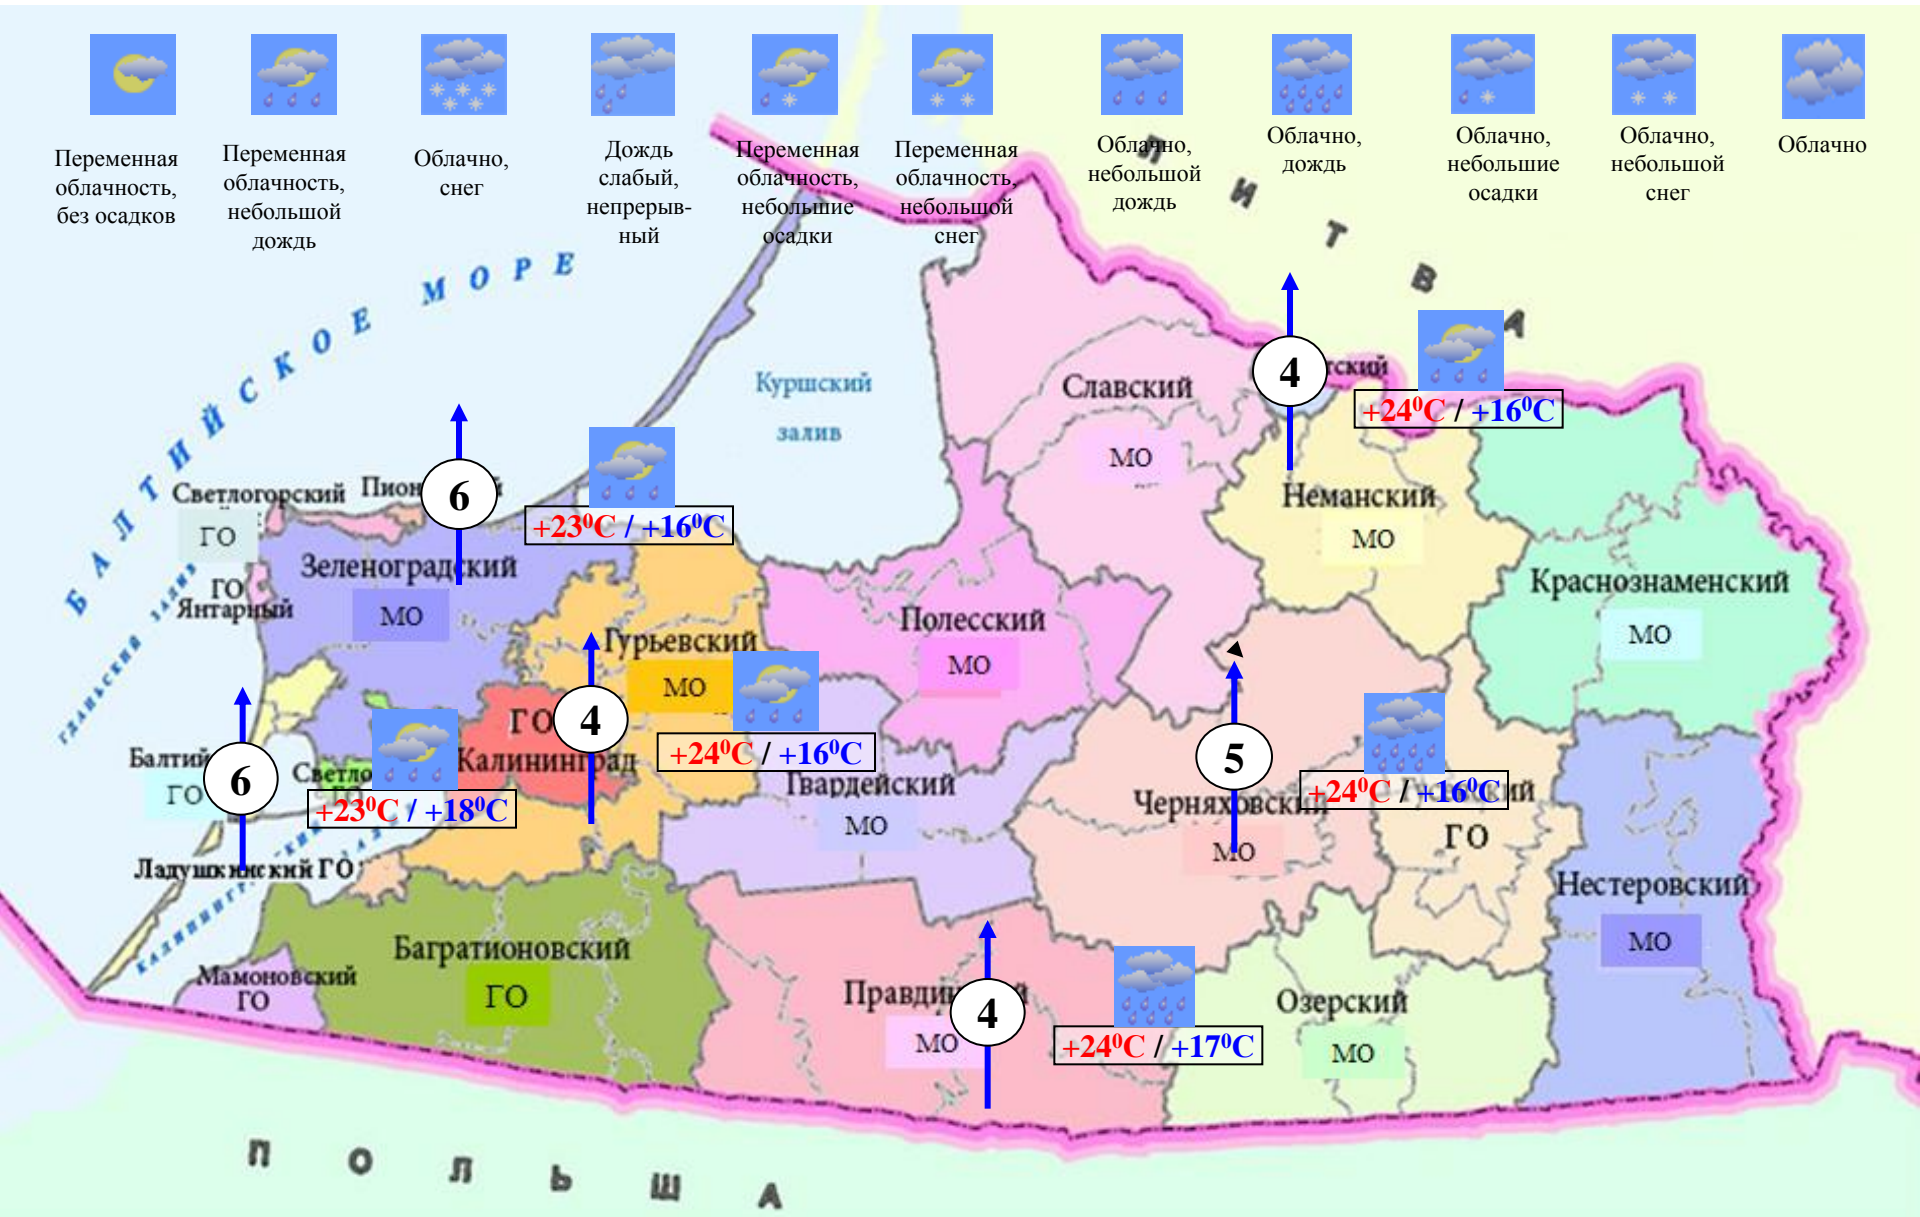 Переменная
облачность,
без осадков
Переменная
облачность,
небольшой
дождь
Облачно,
снег
Дождь
слабый,
непрерыв-
ный
Переменная
облачность,
небольшие
осадки
Переменная
облачность,
небольшой
снег
Облачно,
небольшой
дождь
Облачно,
дождь
Облачно,
небольшие
осадки
Облачно,
небольшой
снег
Облачно
ЛИТВА
БАЛТИЙСКОЕ МОРЕ
Куршский
залив
Славский
МО
4
+24⁰C / +16⁰C
Светлогорский
ГО
6
+23⁰C / +16⁰C
Неманский
МО
Зеленоградский
МО
ГО
Янтарный
ГДАНЬСКИЙ ЗАЛИВ
Краснознаменский
МО
Полесский
МО
Гурьевский
МО
ГО
Калининград
4
+24⁰C / +16⁰C
ГО
6
+23⁰C / +18⁰C
Гвардейский
МО
5
Черняховский
МО
+24⁰C / +16⁰C
ГО
Ладушкинский ГО
Нестеровский
МО
Багратионовский
ГО
Мамоновский
ГО
МО
4
+24⁰C / +17⁰C
Озерский
МО
ПОЛЬША